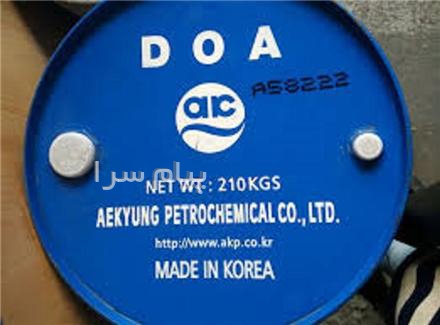 DOA
ak
A58222
پیام سرا
NET WT : 210KGS
AEKYUNG PETROCHEMICAL CO., LTD.
http://www.akp.co.kr
MADE IN KOREA